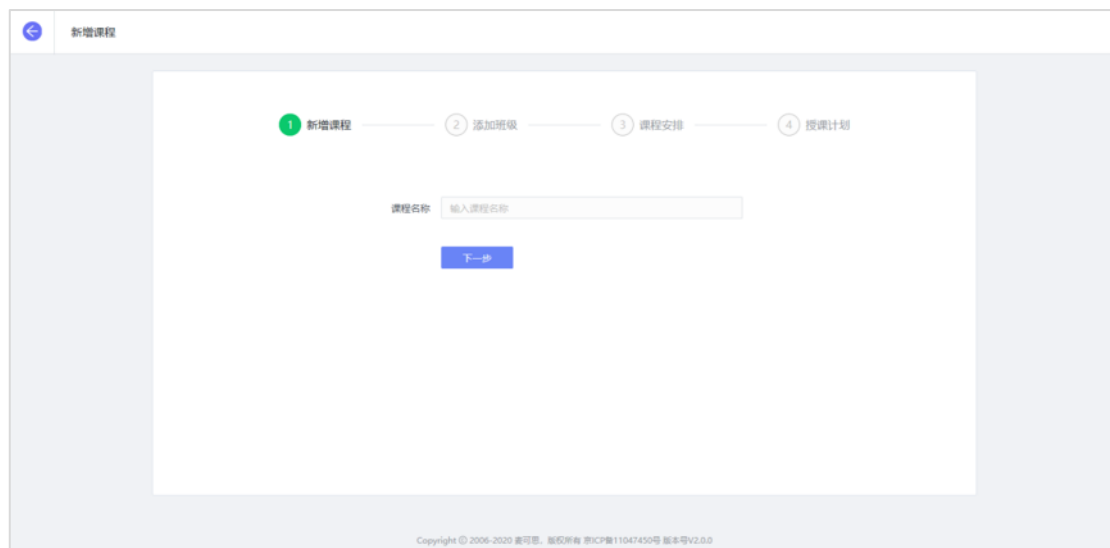 新增课程
1 新增课程 2 添加班级 3 课程安排 4 授课计划
课程名称 输入课程名称
下一步
Copyright © 2006-2020 麦可思, 版权所有 京ICP备11047450号 版本号V2.0.0